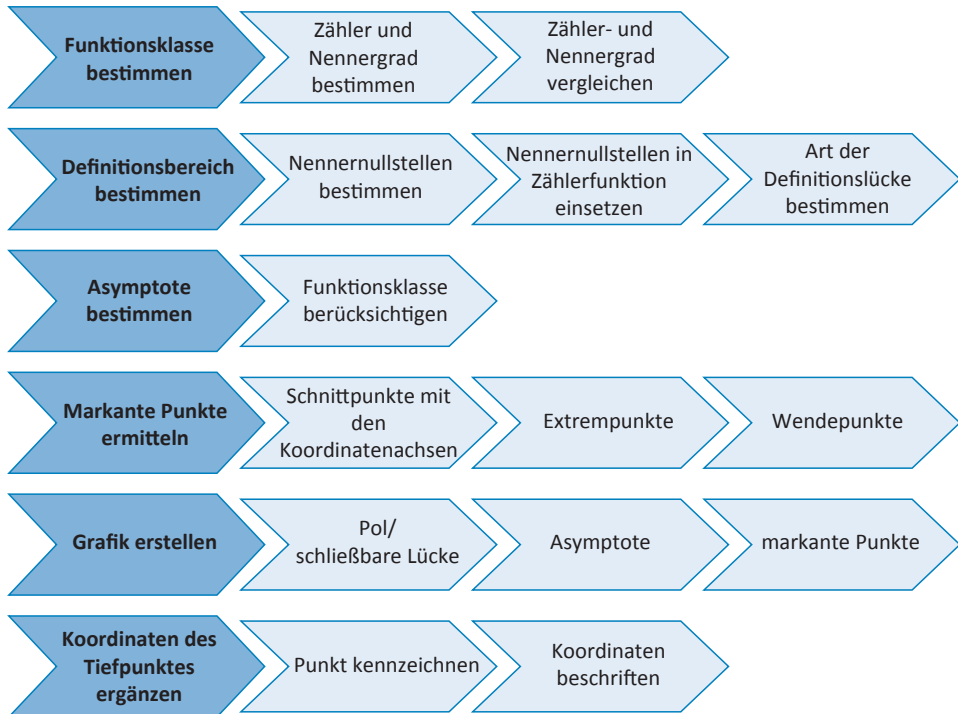 Funktionsklasse
bestimmen
Zähler und
Nennergrad
bestimmen
Zähler- und
Nennergrad
vergleichen
Definitionsbereich
bestimmen
Nennernullstellen
bestimmen
Nennernullstellen in
Zählerfunktion
einsetzen
Art der
Definitionslücke
bestimmen
Asymptote
bestimmen
Funktionsklasse
berücksichtigen
Markante Punkte
ermitteln
Schnittpunkte mit
den
Koordinatenachsen
Extrempunkte
Wendepunkte
Grafik erstellen
Pol/
schließbare Lücke
Asymptote
markante Punkte
Koordinaten des
Tiefpunktes
ergänzen
Punkt kennzeichnen
Koordinaten
beschriften